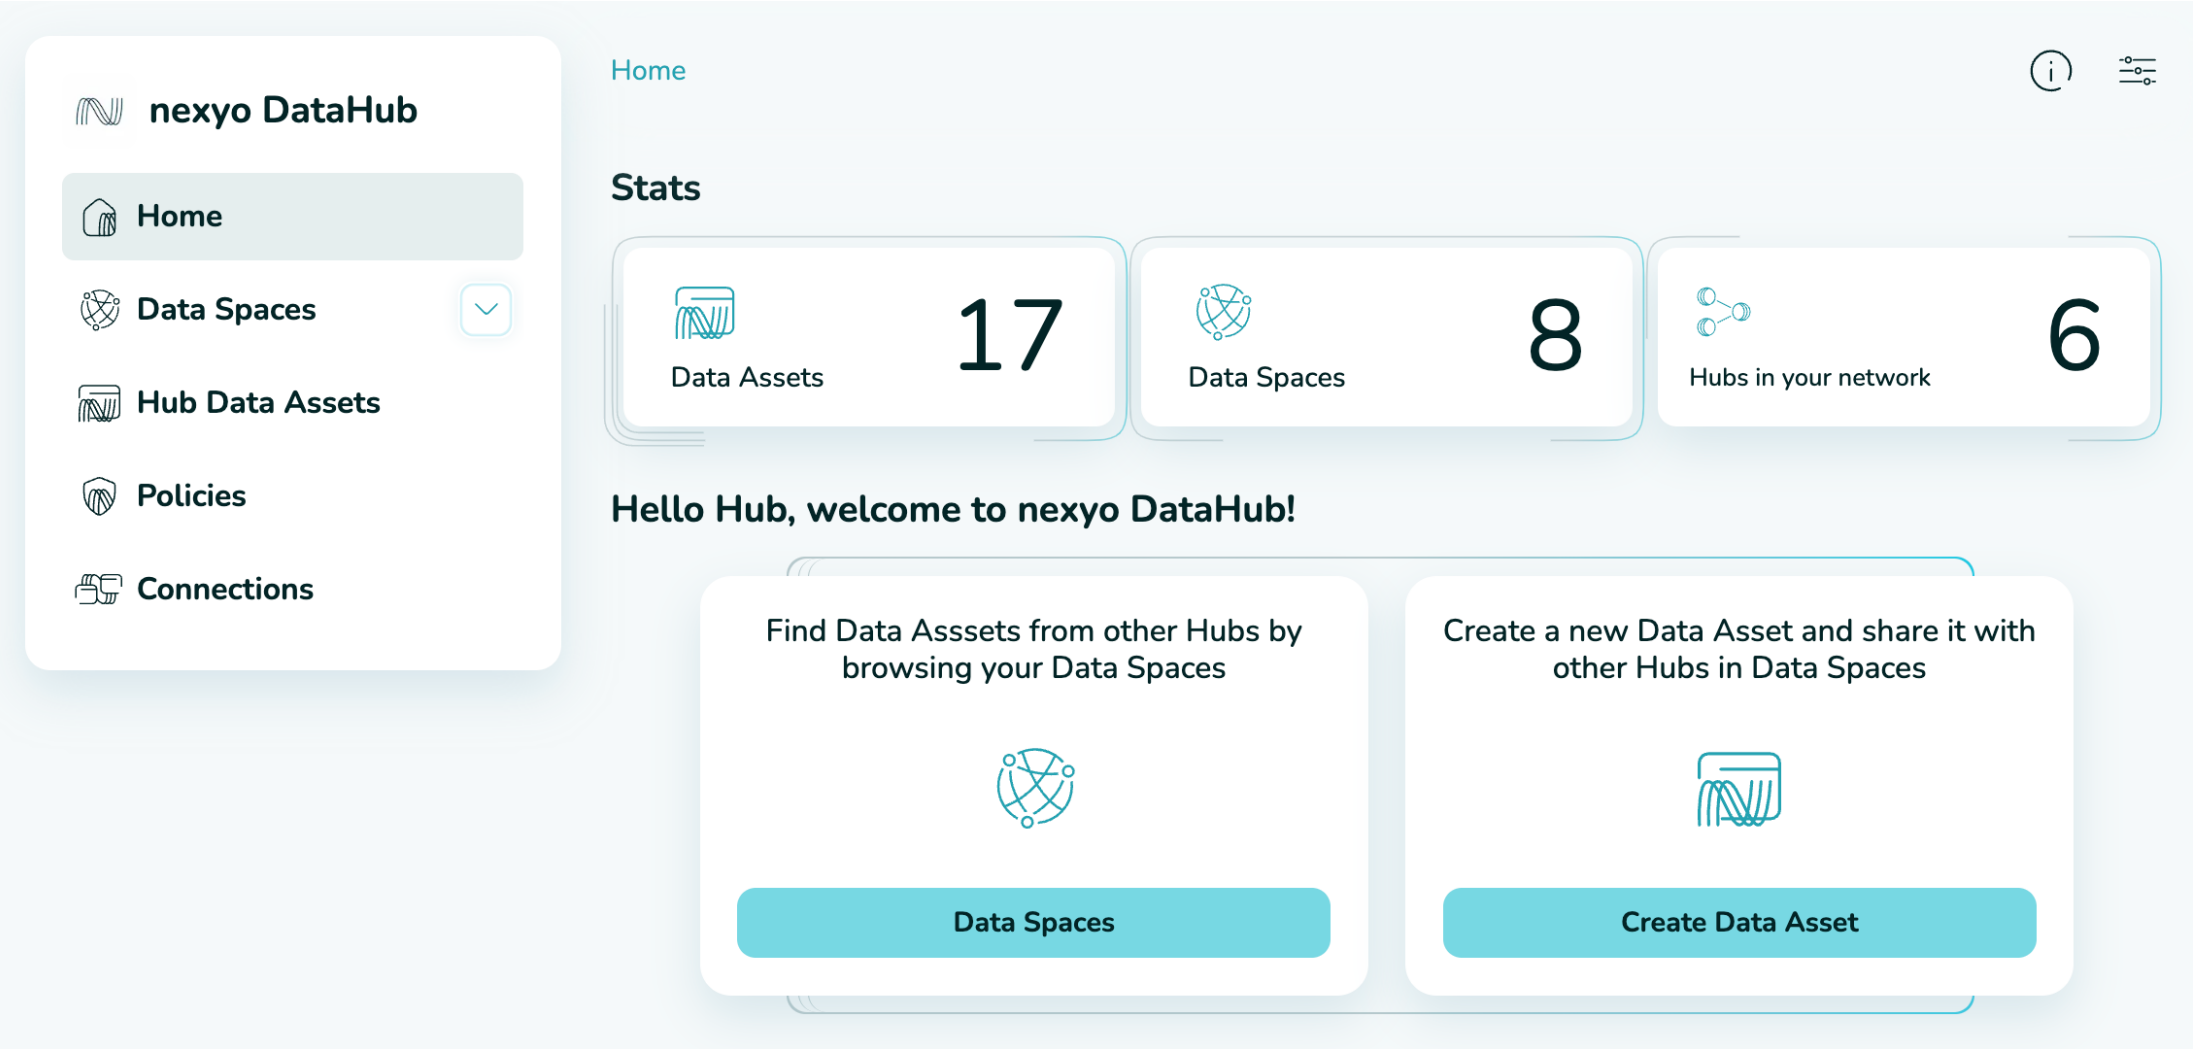 nexyo DataHub
Home
Data Spaces
Hub Data Assets
Policies
Connections
Home
Stats
17
Data Assets
8
Data Spaces
6
Hubs in your network
Hello Hub, welcome to nexyo DataHub!
Find Data Asssets from other Hubs by
browsing your Data Spaces
Data Spaces
Create a new Data Asset and share it with
other Hubs in Data Spaces
Create Data Asset